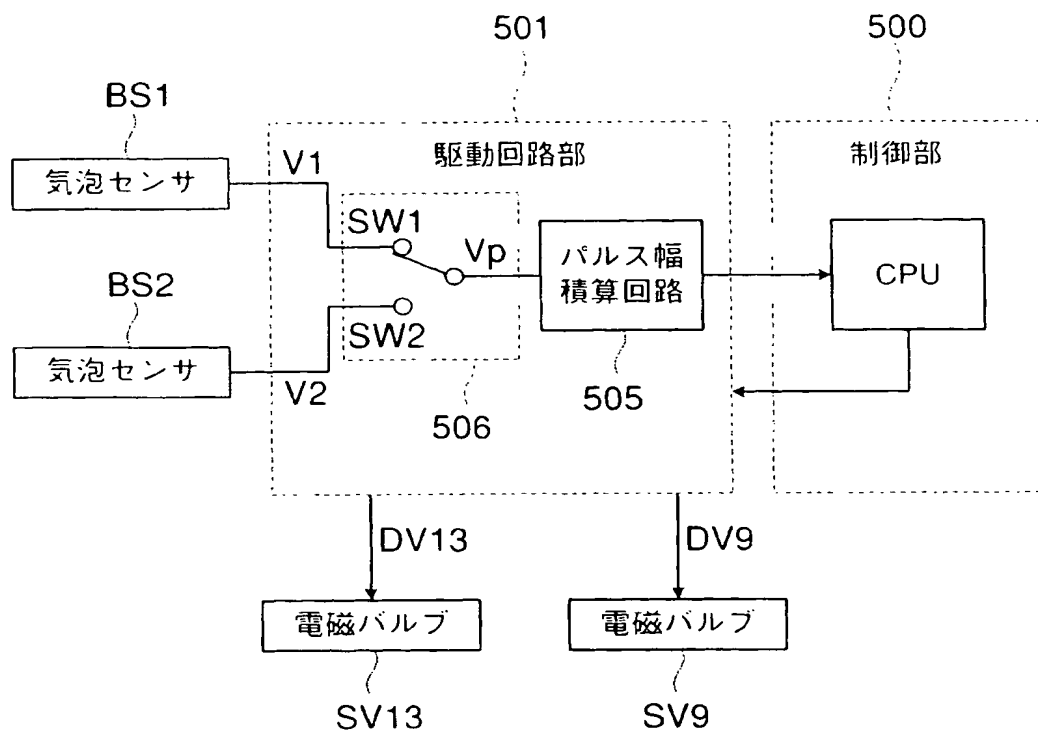 501
500
BS1
駆動回路部
制御部
気泡センサ
V1
SW1
Vp
パルス幅
積算回路
CPU
BS2
SW2
気泡センサ
V2
506
505
DV13
DV9
電磁バルブ
電磁バルブ
SV13
SV9